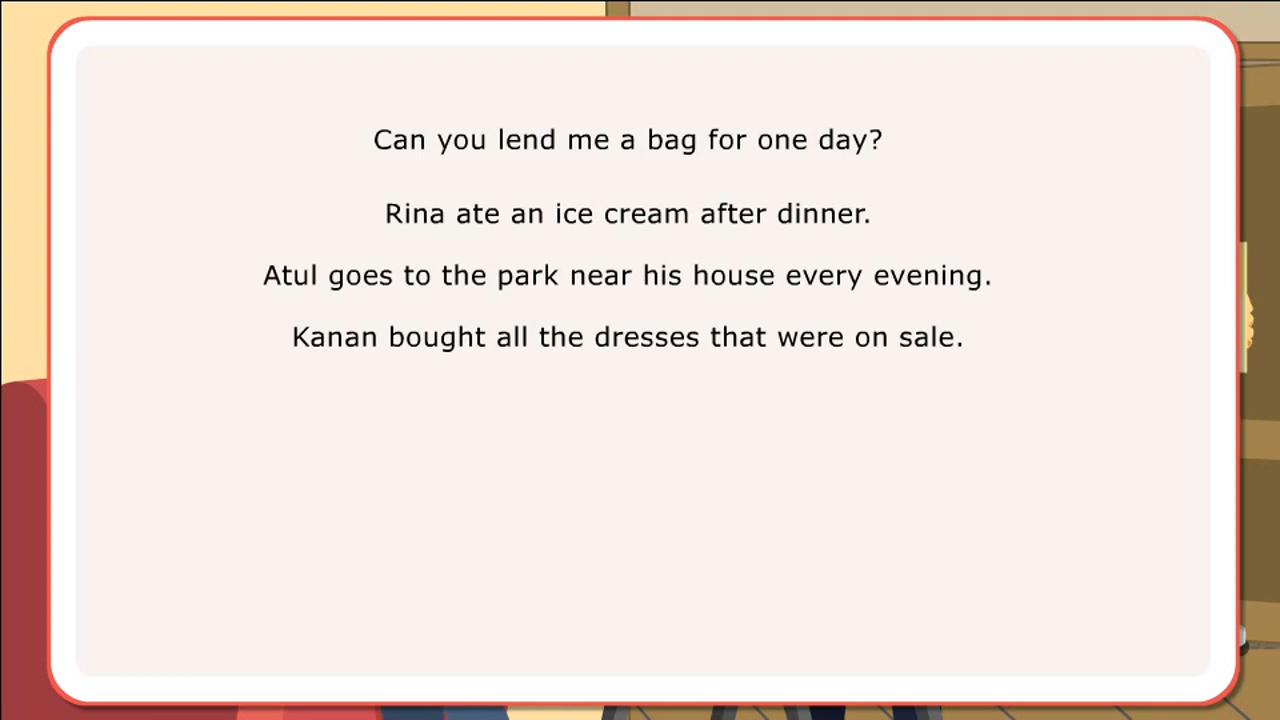 Can you lend me a bag for one day?
Rina ate an ice cream after dinner.
Atul goes to the park near his house every evening.
Kanan bought all the dresses that were on sale.